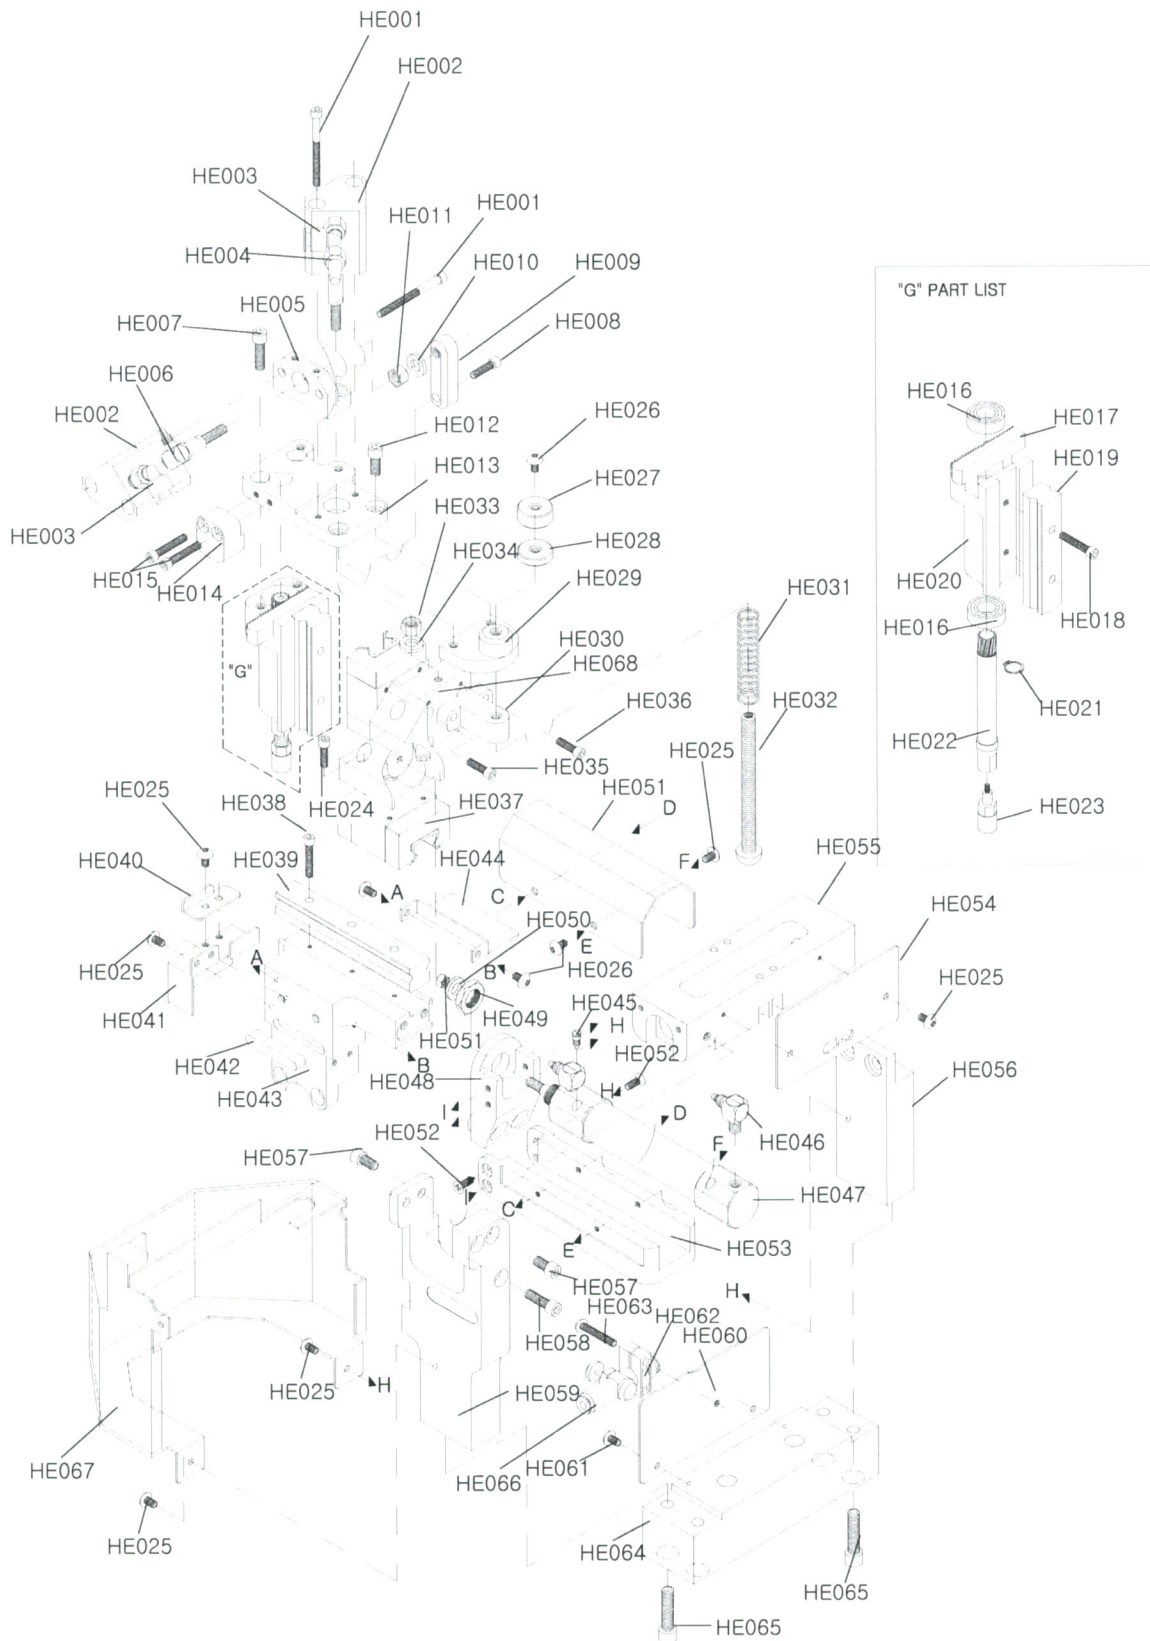 HE001
HE002
HE003
HE011
HE001
HE004
HE010
HE009
"G" PART LIST
HE005
HE007
HE008
HE006
HE026
HE016
HE002
HE012
HE017
HE013
HE027
HE019
HE033
HE003
HE034
HE028
HE015
HE014
HE029
HE031
HE020
HE030
HE016
HE018
"G"
HE068
HE036
HE032
HE021
HE025
HE022
HE035
HE025
HE038
HE024
HE037
HE051
D
HE023
F
HE055
HE040
HE039
A
HE044
C
HE054
HE050
E
HE025
A
B
HE026
HE025
HE041
HE045
HE049
H
HE051
HE042
B
HE052
HE048
HE056
HE043
H
I
D
HE046
HE052
F
HE057
I
C
HE047
E
HE053
HE057
H
HE063
HE062
HE058
HE060
HE025
H
HE059
HE067
HE066
HE061
HE025
HE064
HE065
HE065